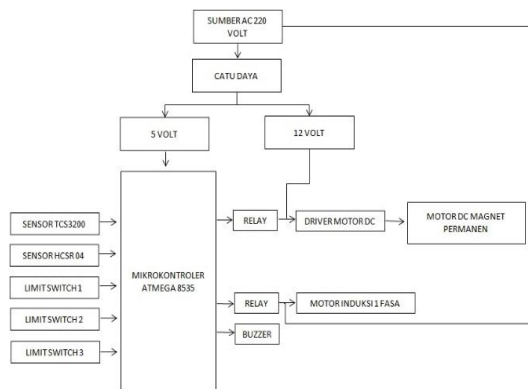 SUMBER AC 220
VOLT
CATU DAYA
5 VOLT
12 VOLT
SENSOR TCS3200
SENSOR HCSR 04
LIMIT SWITCH 1
LIMIT SWITCH 2
LIMIT SWITCH 3
MIKROKONTROLER
ATMEGA 8535
RELAY
DRIVER MOTOR DC
MOTOR DC MAGNET
PERMANEN
RELAY
MOTOR INDUKSI 1 FASA
BUZZER